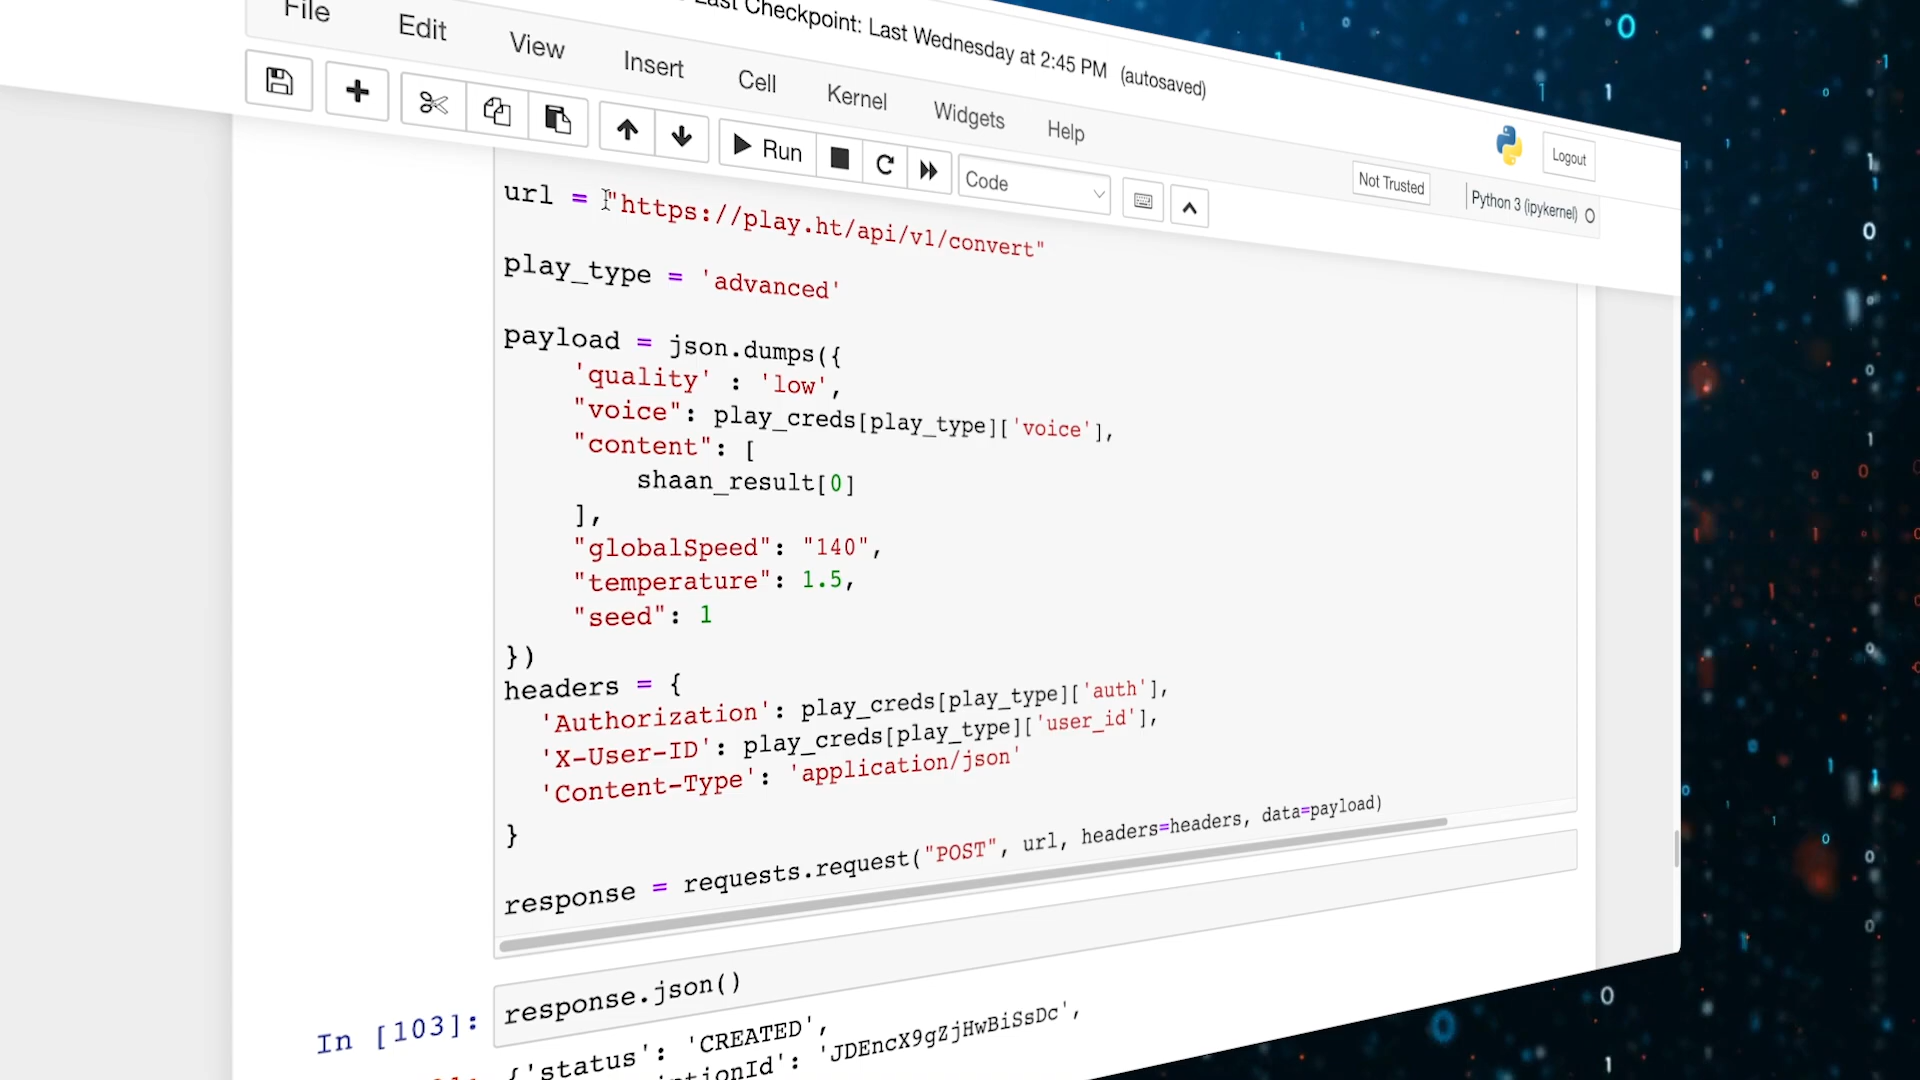 Last Checkpoint: Last Wednesday at 2:45 PM (autosaved)
File Edit View Insert Cell Kernel Widgets Help
Logout
Run Code Not Trusted Python 3 (ipykernel)
url = "https://play.ht/api/v1/convert"
play_type = 'advanced'
payload = json.dumps({
'quality' : 'low',
"voice": play_creds[play_type]['voice'],
"content": [
shaan_result[0]
],
"globalSpeed": "140",
"temperature": 1.5,
"seed": 1
})
headers = {
'Authorization': play_creds[play_type]['auth'],
'X-User-ID': play_creds[play_type]['user_id'],
'Content-Type': 'application/json'
}
response = requests.request("POST", url, headers=headers, data=payload)
In [103]: response.json()
{'status': 'CREATED',
'JDEncX9gZjHwBiSsDc',